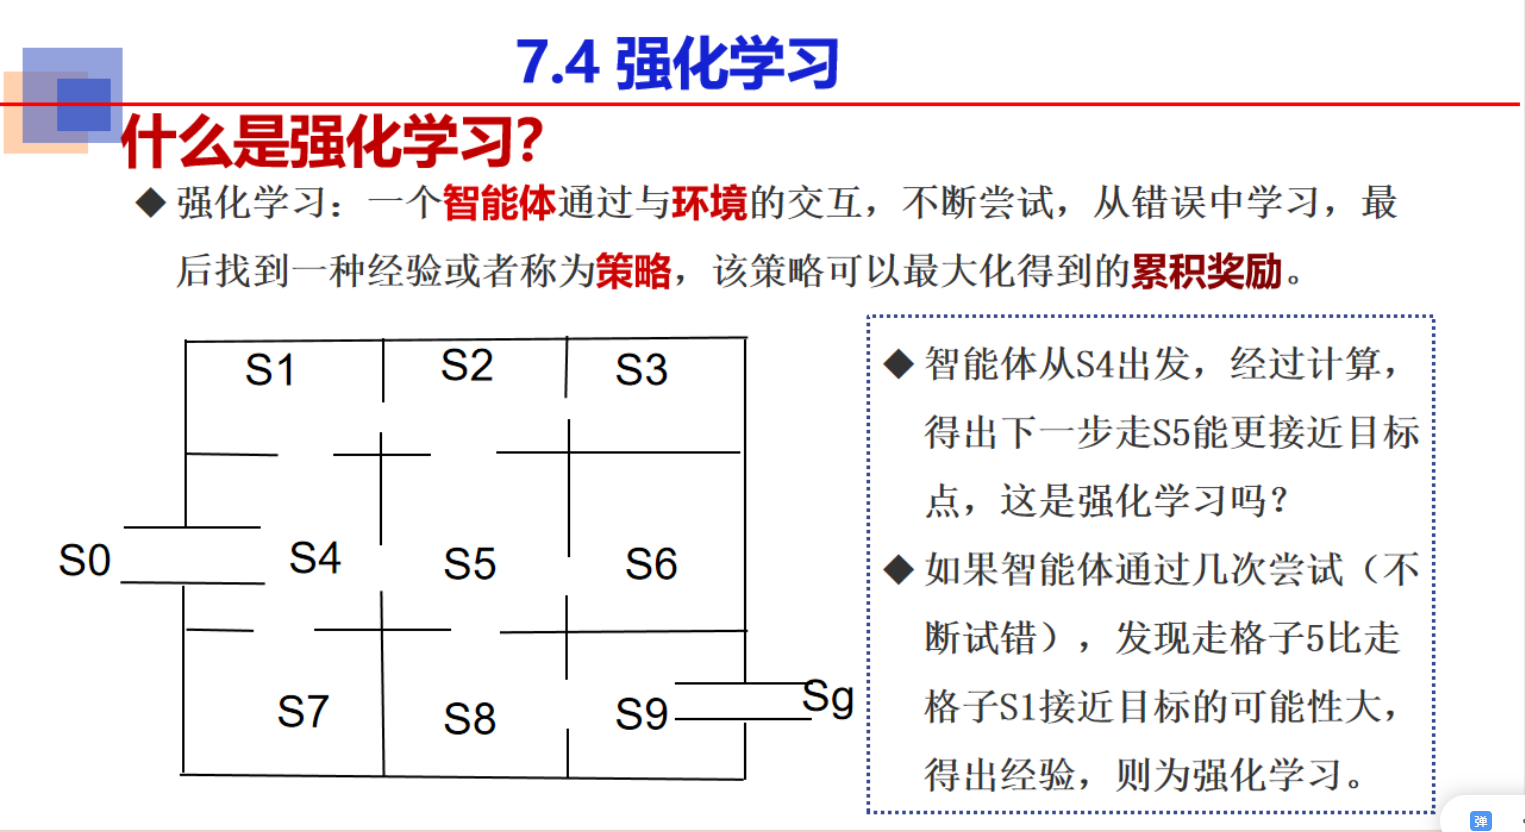 7.4 强化学习
什么是强化学习?
◆ 强化学习：一个智能体通过与环境的交互，不断尝试，从错误中学习，最
后找到一种经验或者称为策略，该策略可以最大化得到的累积奖励。
S1
S2
S3
S0
S4
S5
S6
S7
S8
S9
Sg
◆ 智能体从S4出发，经过计算，
得出下一步走S5能更接近目标
点，这是强化学习吗?
◆ 如果智能体通过几次尝试（不
断试错），发现走格子5比走
格子S1接近目标的可能性大，
得出经验，则为强化学习。
弹